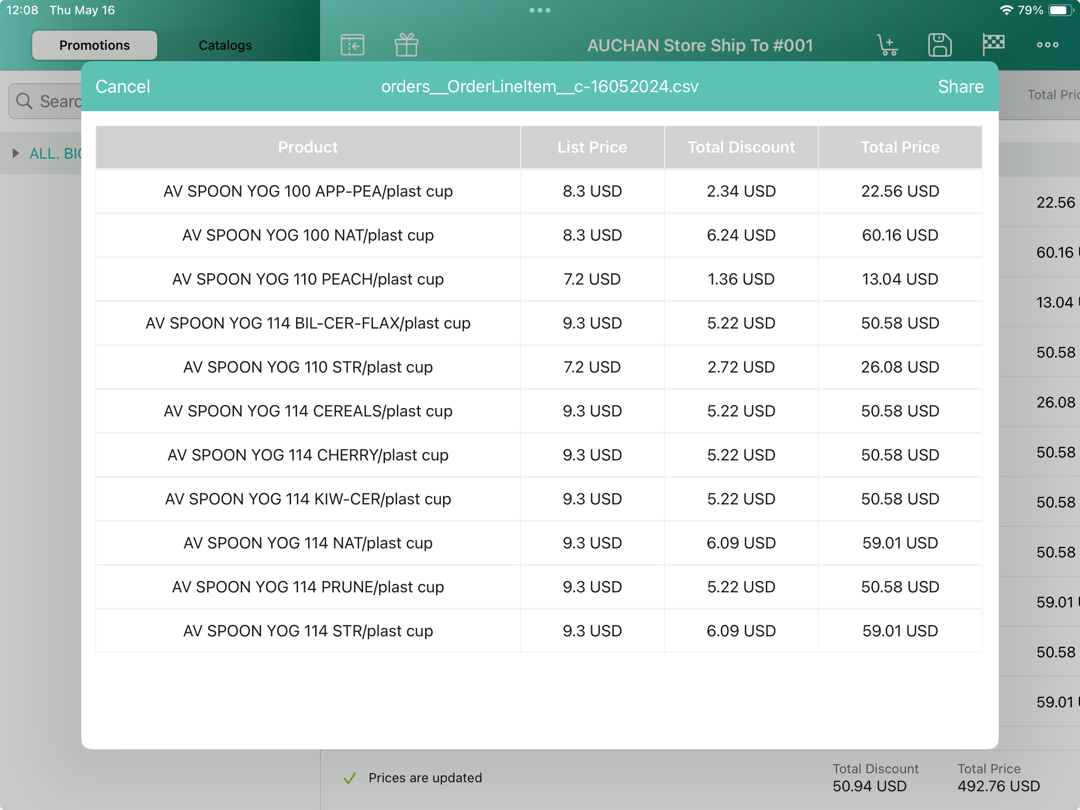 12:08 Thu May 16
79%
Promotions Catalogs
AUCHAN Store Ship To #001
Cancel orders__OrderLineItem__c-16052024.csv Share
Total Pric
Searc
ALL. BIO
Product List Price Total Discount Total Price
AV SPOON YOG 100 APP-PEA/plast cup 8.3 USD 2.34 USD 22.56 USD
22.56
AV SPOON YOG 100 NAT/plast cup 8.3 USD 6.24 USD 60.16 USD
60.16 U
AV SPOON YOG 110 PEACH/plast cup 7.2 USD 1.36 USD 13.04 USD
13.04 U
AV SPOON YOG 114 BIL-CER-FLAX/plast cup 9.3 USD 5.22 USD 50.58 USD
50.58
AV SPOON YOG 110 STR/plast cup 7.2 USD 2.72 USD 26.08 USD
26.08
AV SPOON YOG 114 CEREALS/plast cup 9.3 USD 5.22 USD 50.58 USD
50.58
AV SPOON YOG 114 CHERRY/plast cup 9.3 USD 5.22 USD 50.58 USD
50.58
AV SPOON YOG 114 KIW-CER/plast cup 9.3 USD 5.22 USD 50.58 USD
50.58
AV SPOON YOG 114 NAT/plast cup 9.3 USD 6.09 USD 59.01 USD
59.01 U
AV SPOON YOG 114 PRUNE/plast cup 9.3 USD 5.22 USD 50.58 USD
50.58
AV SPOON YOG 114 STR/plast cup 9.3 USD 6.09 USD 59.01 USD
59.01 U
Prices are updated
Total Discount Total Price
50.94 USD 492.76 USD